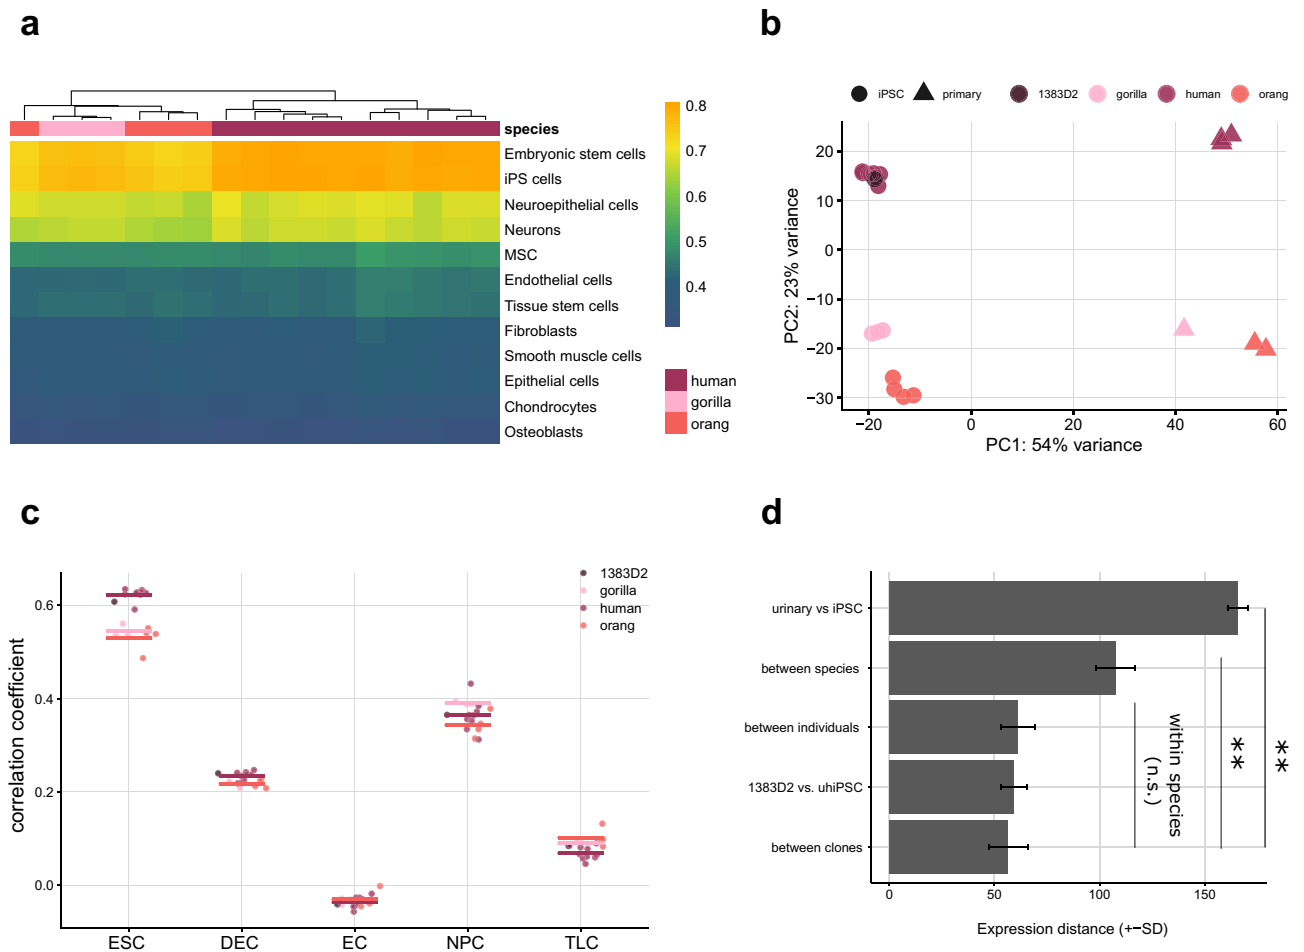 a
species
Embryonic stem cells
iPS cells
Neuroepithelial cells
Neurons
MSC
Endothelial cells
Tissue stem cells
Fibroblasts
Smooth muscle cells
Epithelial cells
Chondrocytes
Osteoblasts
0.8
0.7
0.6
0.5
0.4
human
gorilla
orang
b
iPSC primary 1383D2 gorilla human orang
PC2: 23% variance
20
10
0
−10
−20
−30
−20 0 20 40 60
PC1: 54% variance
c
correlation coefficient
0.6
0.4
0.2
0.0
1383D2
gorilla
human
orang
ESC DEC EC NPC TLC
d
urinary vs iPSC
between species
between individuals
1383D2 vs. uhiPSC
between clones
within species
(n.s.)
**
**
0 50 100 150
Expression distance (+−SD)